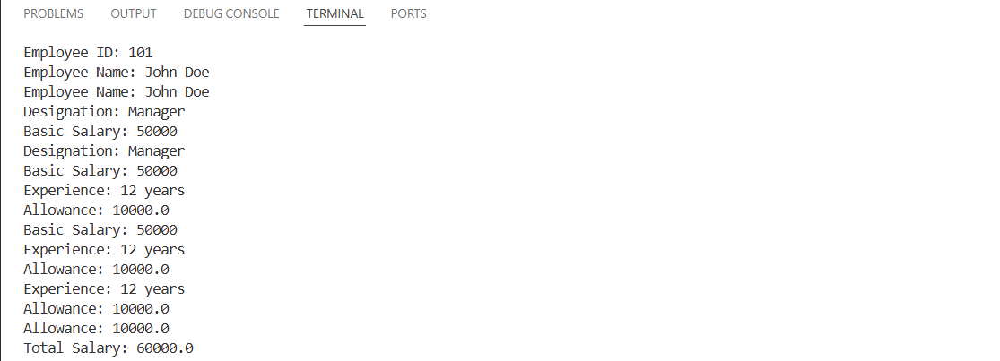 PROBLEMS OUTPUT DEBUG CONSOLE TERMINAL PORTS
Employee ID: 101
Employee Name: John Doe
Employee Name: John Doe
Designation: Manager
Basic Salary: 50000
Designation: Manager
Basic Salary: 50000
Experience: 12 years
Allowance: 10000.0
Basic Salary: 50000
Experience: 12 years
Allowance: 10000.0
Experience: 12 years
Allowance: 10000.0
Allowance: 10000.0
Total Salary: 60000.0